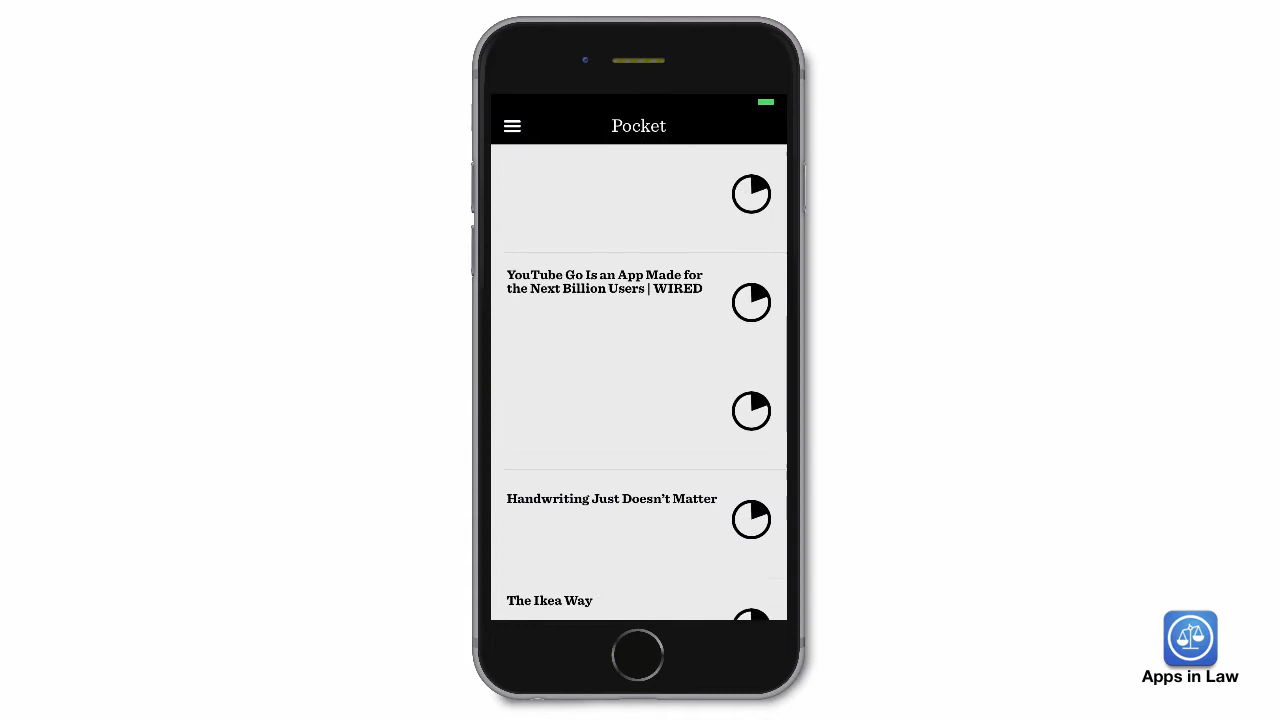 Pocket
YouTube Go Is an App Made for
the Next Billion Users | WIRED
Handwriting Just Doesn’t Matter
The Ikea Way
Apps in Law